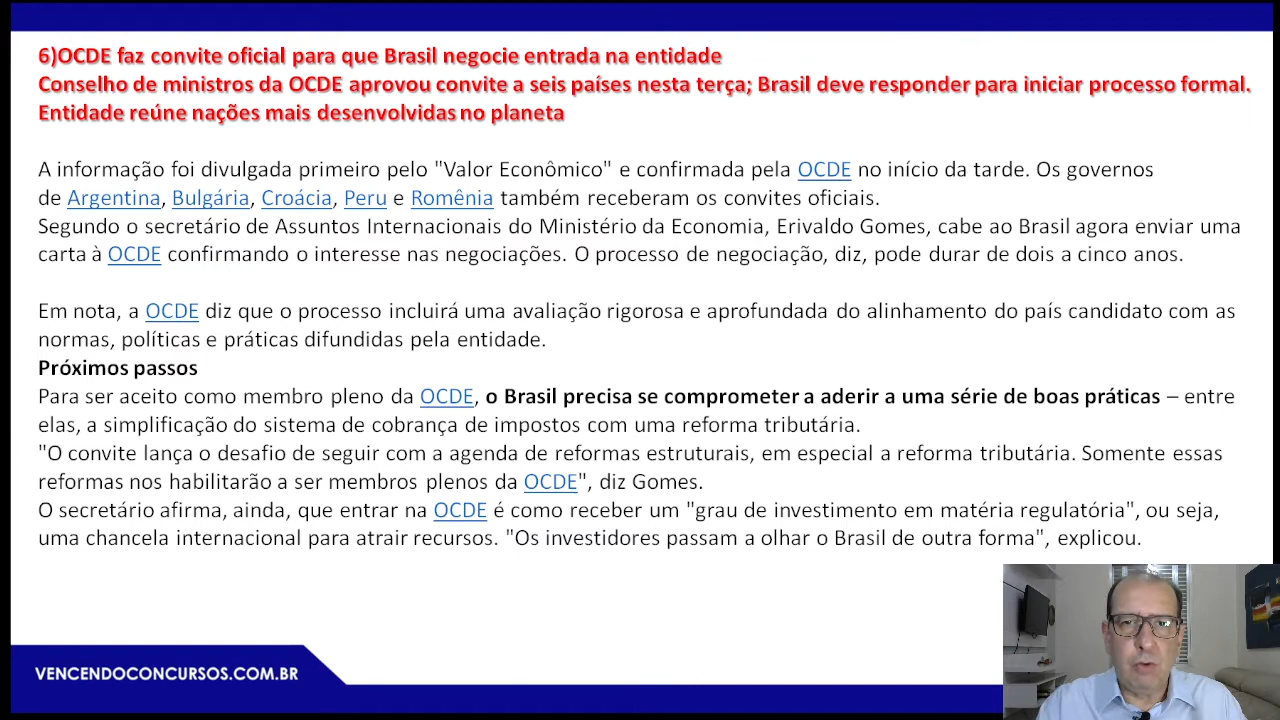 6)OCDE faz convite oficial para que Brasil negocie entrada na entidade
Conselho de ministros da OCDE aprovou convite a seis países nesta terça; Brasil deve responder para iniciar processo formal.
Entidade reúne nações mais desenvolvidas no planeta
A informação foi divulgada primeiro pelo "Valor Econômico" e confirmada pela OCDE no início da tarde. Os governos
de Argentina, Bulgária, Croácia, Peru e Romênia também receberam os convites oficiais.
Segundo o secretário de Assuntos Internacionais do Ministério da Economia, Erivaldo Gomes, cabe ao Brasil agora enviar uma
carta à OCDE confirmando o interesse nas negociações. O processo de negociação, diz, pode durar de dois a cinco anos.
Em nota, a OCDE diz que o processo incluirá uma avaliação rigorosa e aprofundada do alinhamento do país candidato com as
normas, políticas e práticas difundidas pela entidade.
Próximos passos
Para ser aceito como membro pleno da OCDE, o Brasil precisa se comprometer a aderir a uma série de boas práticas – entre
elas, a simplificação do sistema de cobrança de impostos com uma reforma tributária.
"O convite lança o desafio de seguir com a agenda de reformas estruturais, em especial a reforma tributária. Somente essas
reformas nos habilitarão a ser membros plenos da OCDE", diz Gomes.
O secretário afirma, ainda, que entrar na OCDE é como receber um "grau de investimento em matéria regulatória", ou seja,
uma chancela internacional para atrair recursos. "Os investidores passam a olhar o Brasil de outra forma", explicou.
VENCENDOCONCURSOS.COM.BR